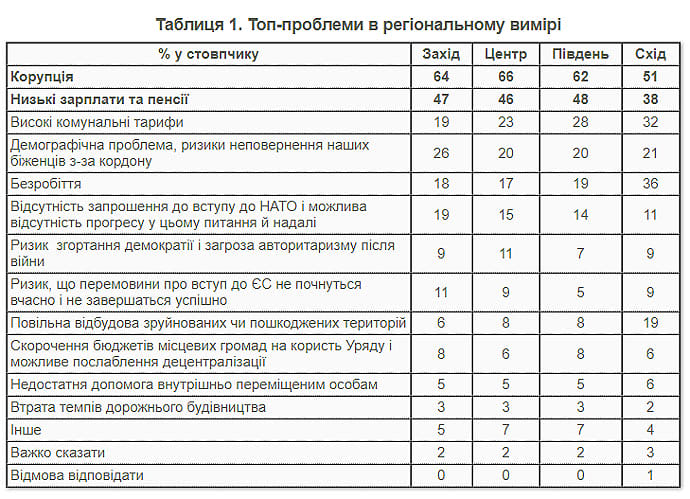 Таблиця 1. Топ-проблеми в регіональному вимірі
% у стовпчику Захід Центр Південь Схід
Корупція 64 66 62 51
Низькі зарплати та пенсії 47 46 48 38
Високі комунальні тарифи 19 23 28 32
Демографічна проблема, ризики неповернення наших
біженців з-за кордону 26 20 20 21
Безробіття 18 17 19 36
Відсутність запрошення до вступу до НАТО і можлива
відсутність прогресу у цьому питання й надалі 19 15 14 11
Ризик згортання демократії і загроза авторитаризму після
війни 9 11 7 9
Ризик, що перемовини про вступ до ЄС не почнуться
вчасно і не завершаться успішно 11 9 5 9
Повільна відбудова зруйнованих чи пошкоджених територій 6 8 8 19
Скорочення бюджетів місцевих громад на користь Уряду і
можливе послаблення децентралізації 8 6 8 6
Недостатня допомога внутрішньо переміщеним особам 5 5 5 6
Втрата темпів дорожнього будівництва 3 3 3 2
Інше 5 7 7 4
Важко сказати 2 2 2 3
Відмова відповідати 0 0 0 1